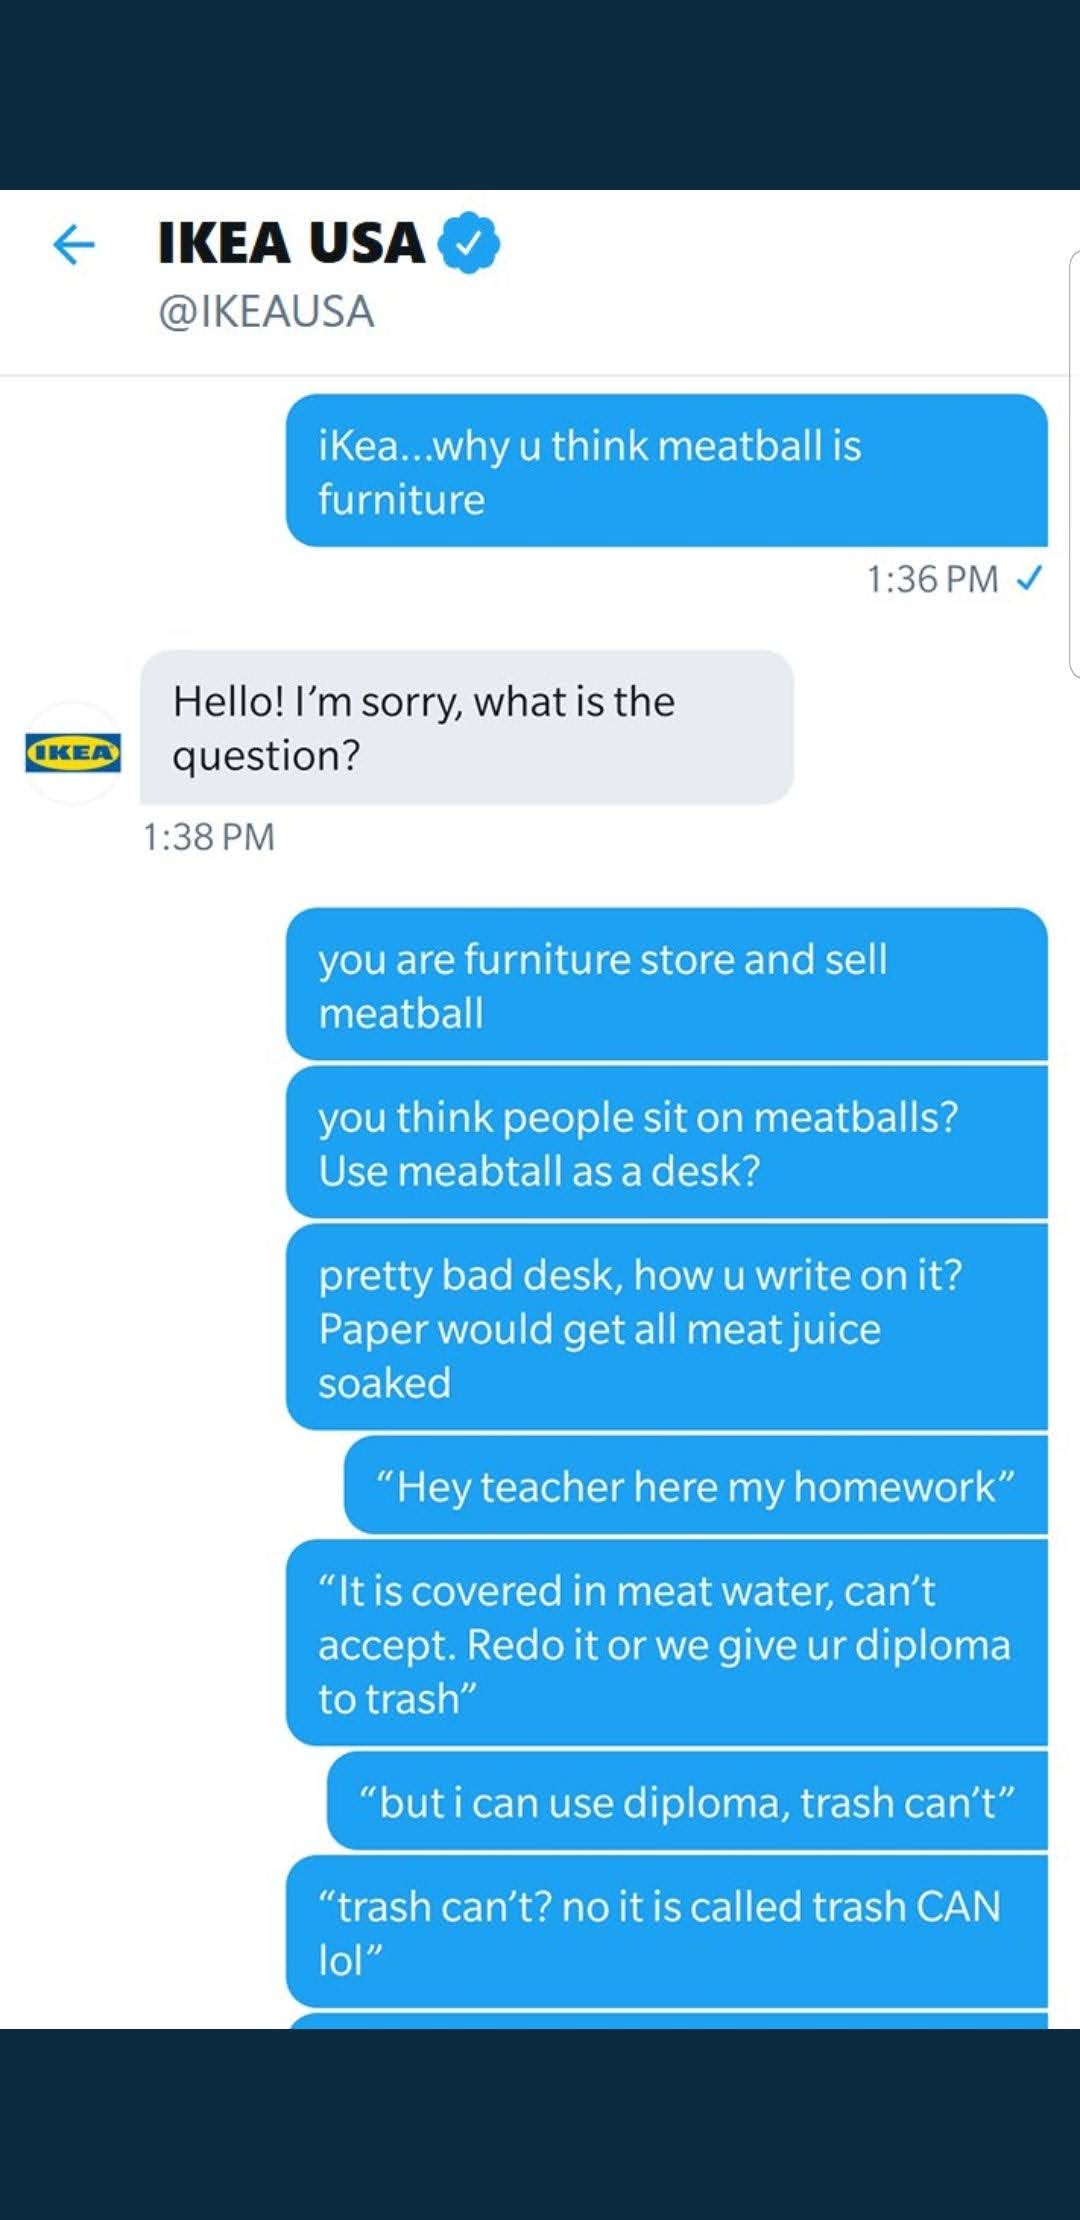 IKEA USA
@IKEAUSA
iKea...why u think meatball is
furniture
1:36 PM
Hello! I’m sorry, what is the
question?
IKEA
1:38 PM
you are furniture store and sell
meatball
you think people sit on meatballs?
Use meabtall as a desk?
pretty bad desk, how u write on it?
Paper would get all meat juice
soaked
“Hey teacher here my homework”
“It is covered in meat water, can’t
accept. Redo it or we give ur diploma
to trash”
“but i can use diploma, trash can’t”
“trash can’t? no it is called trash CAN
lol”